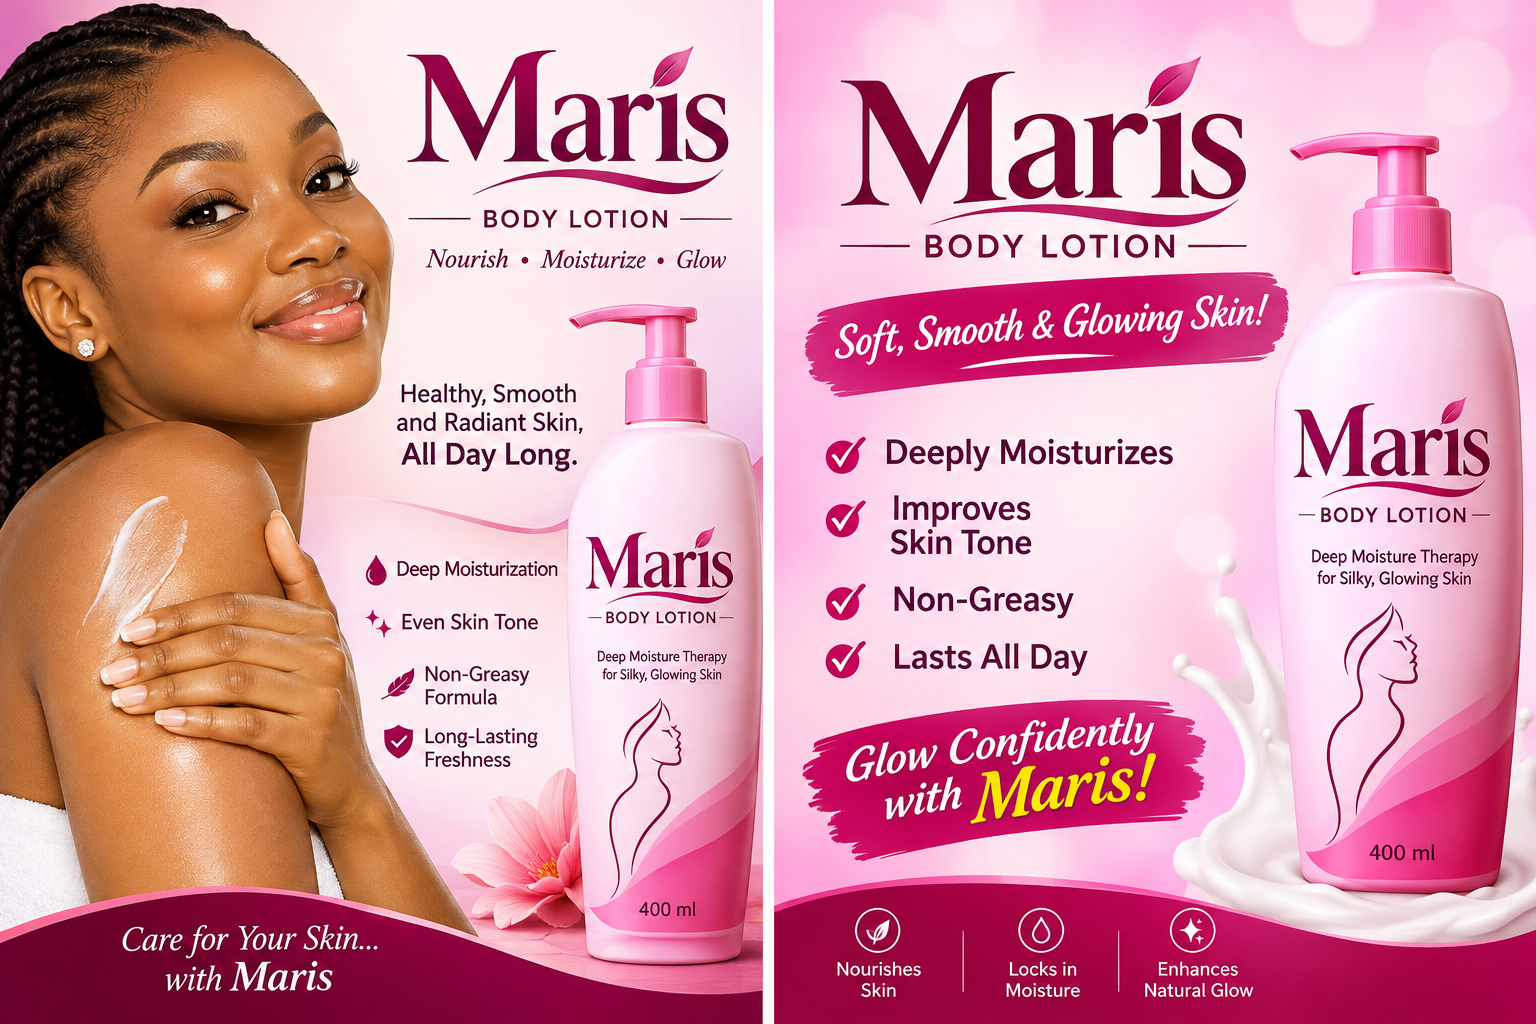 Maris
BODY LOTION
Nourish • Moisturize • Glow
Healthy, Smooth
and Radiant Skin,
All Day Long.
Deep Moisturization
Even Skin Tone
Non-Greasy
Formula
Long-Lasting
Freshness
Maris
BODY LOTION
Deep Moisture Therapy
for Silky, Glowing Skin
400 ml
Care for Your Skin...
with Maris
Maris
BODY LOTION
Soft, Smooth & Glowing Skin!
Deeply Moisturizes
Improves
Skin Tone
Non-Greasy
Lasts All Day
Glow Confidently
with Maris!
Maris
BODY LOTION
Deep Moisture Therapy
for Silky, Glowing Skin
400 ml
Nourishes
Skin
Locks in
Moisture
Enhances
Natural Glow